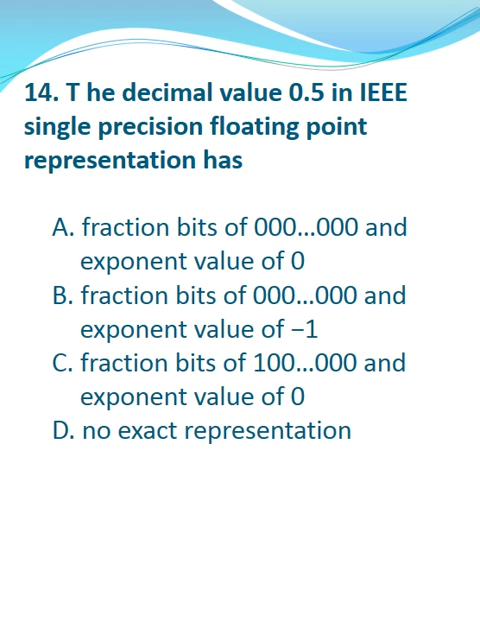 14. T he decimal value 0.5 in IEEE
single precision floating point
representation has
A. fraction bits of 000...000 and
exponent value of 0
B. fraction bits of 000...000 and
exponent value of −1
C. fraction bits of 100...000 and
exponent value of 0
D. no exact representation